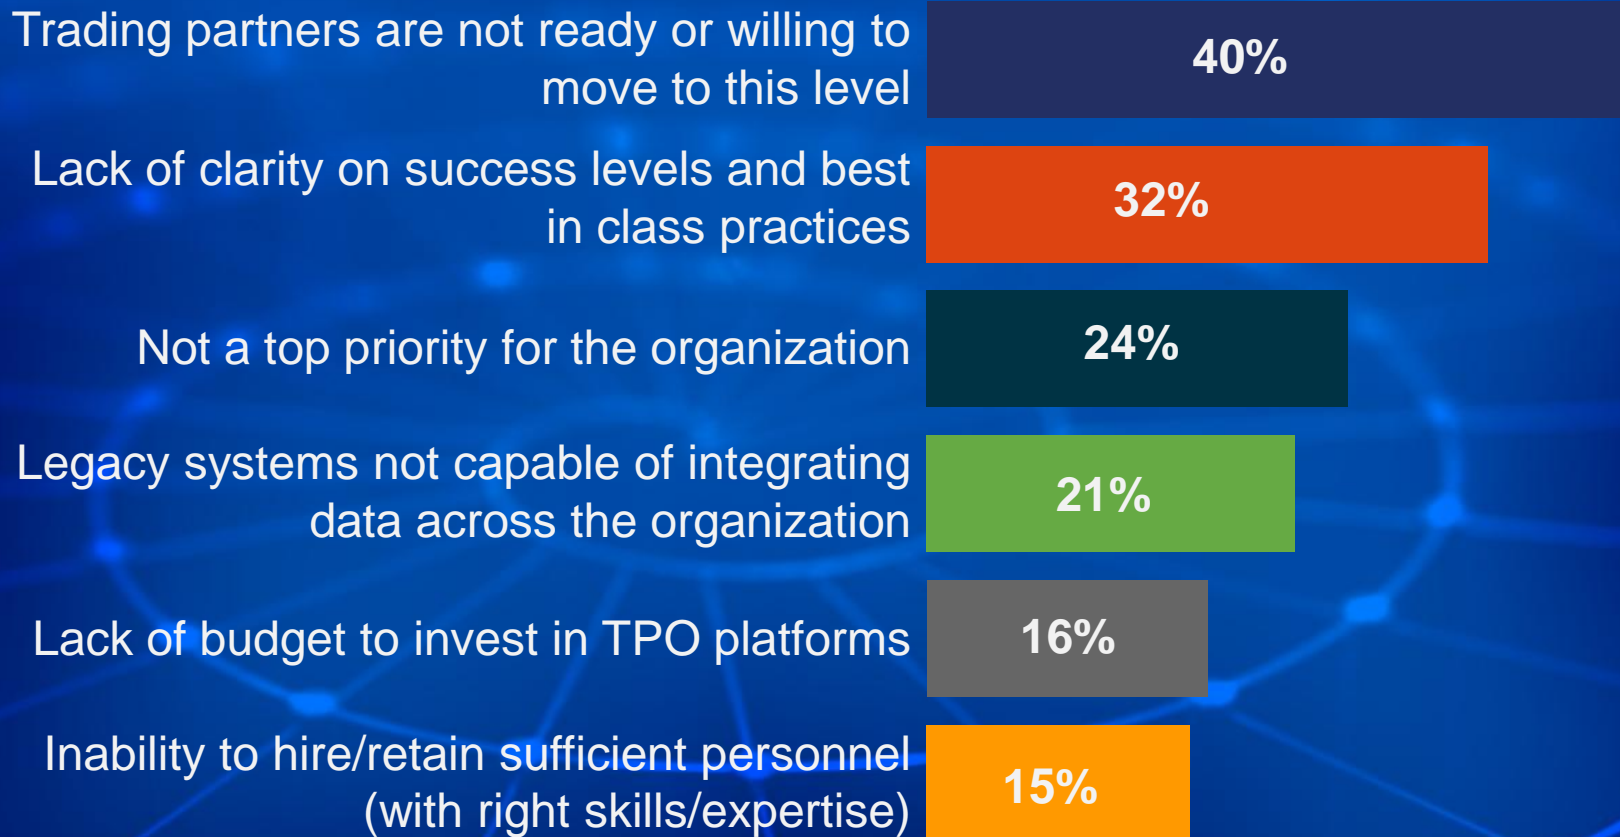 Trading partners are not ready or willing to
move to this level
40%
Lack of clarity on success levels and best
in class practices
32%
Not a top priority for the organization
24%
Legacy systems not capable of integrating
data across the organization
21%
Lack of budget to invest in TPO platforms
16%
Inability to hire/retain sufficient personnel
(with right skills/expertise)
15%